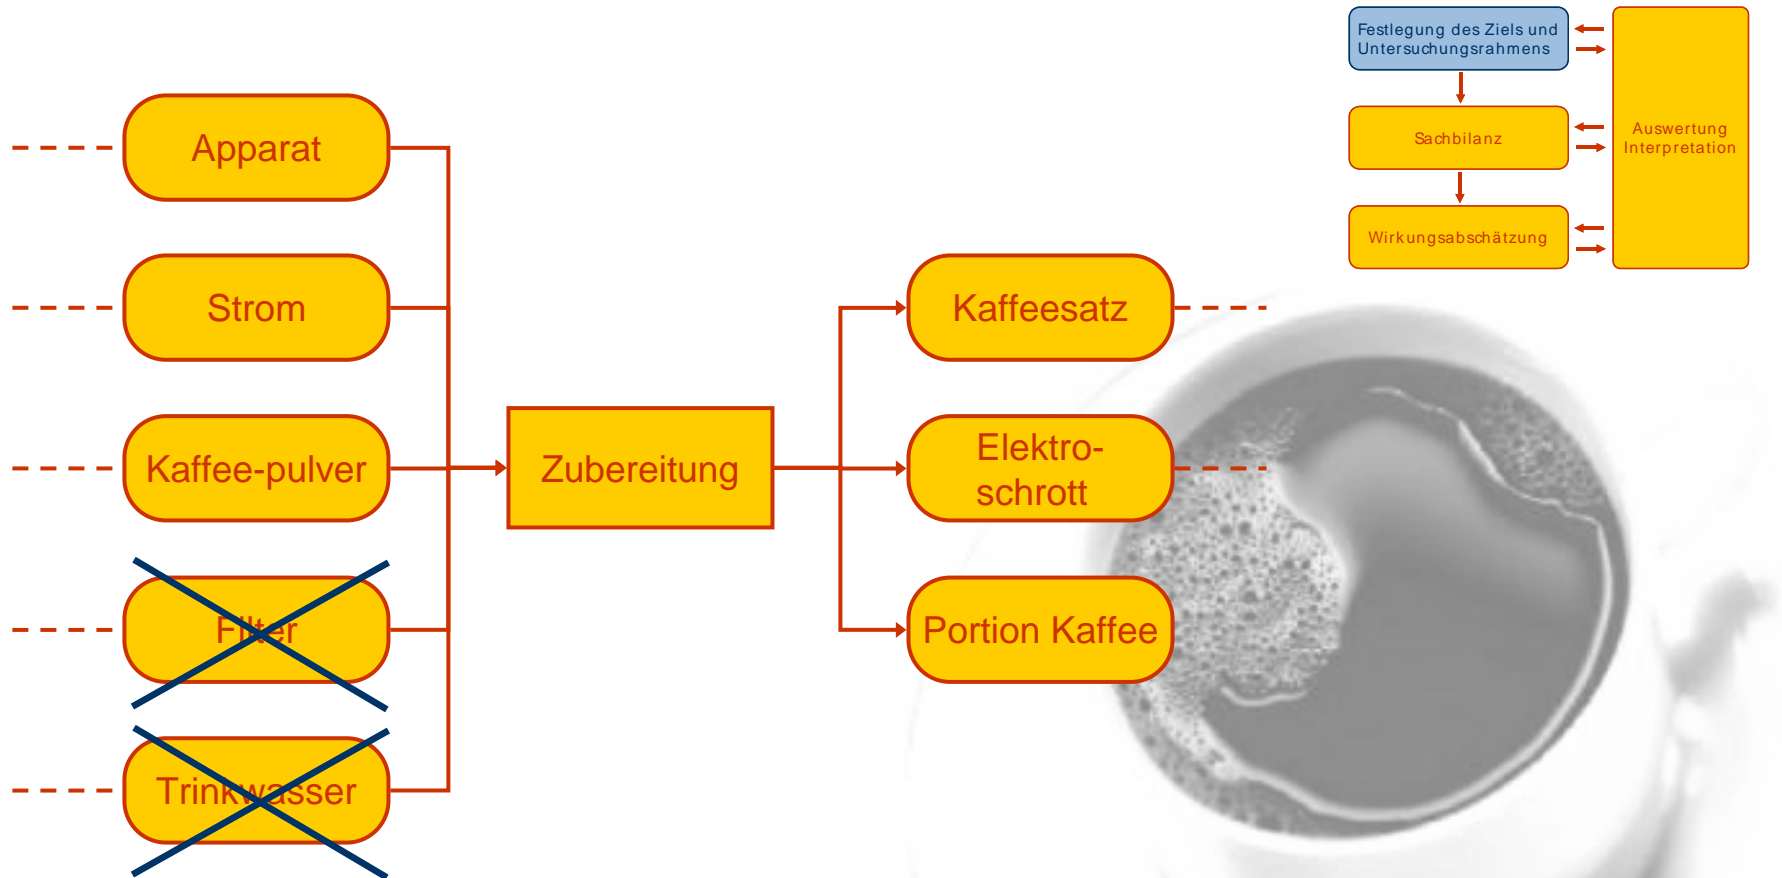 Festlegung des Ziels und
Untersuchungsrahmens
Sachbilanz
Wirkungsabschätzung
Auswertung
Interpretation
Apparat
Strom
Kaffee-pulver
Filter
Trinkwasser
Zubereitung
Kaffeesatz
Elektro-
schrott
Portion Kaffee